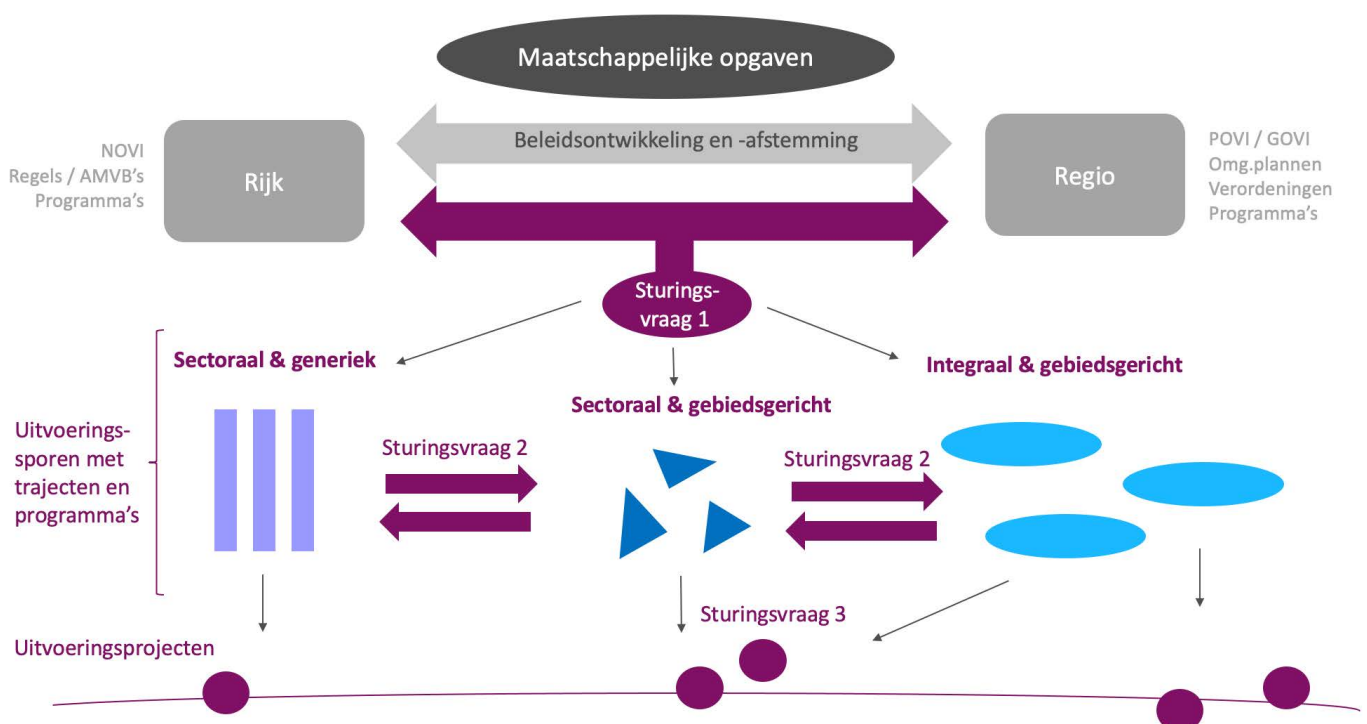 Maatschappelijke opgaven
Beleidsontwikkeling en -afstemming
NOVI
Regels / AMVB’s
Programma’s
Rijk
Regio
POVI / GOVI
Omg.plannen
Verordeningen
Programma’s
Sturings-
vraag 1
Sectoraal & generiek
Integraal & gebiedsgericht
Sectoraal & gebiedsgericht
Uitvoerings-
sporen met
trajecten en
programma’s
Sturingsvraag 2
Sturingsvraag 2
Sturingsvraag 3
Uitvoeringsprojecten